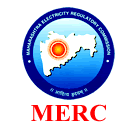 MAHARASHTRA ELECTRICITY REGULATORY COMMISSION
MERC